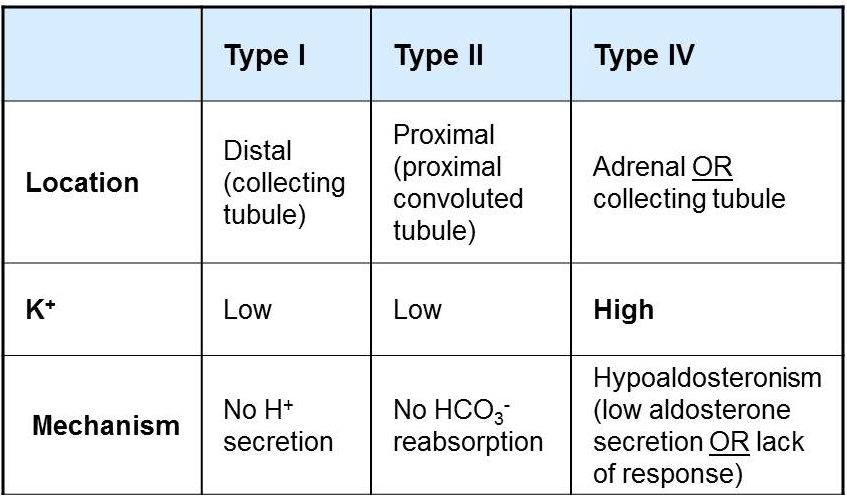 Type I Type II Type IV
Location
Distal
(collecting
tubule)
Proximal
(proximal
convoluted
tubule)
Adrenal OR
collecting tubule
K⁺ Low Low High
Mechanism
No H⁺
secretion
No HCO₃⁻
reabsorption
Hypoaldosteronism
(low aldosterone
secretion OR lack
of response)